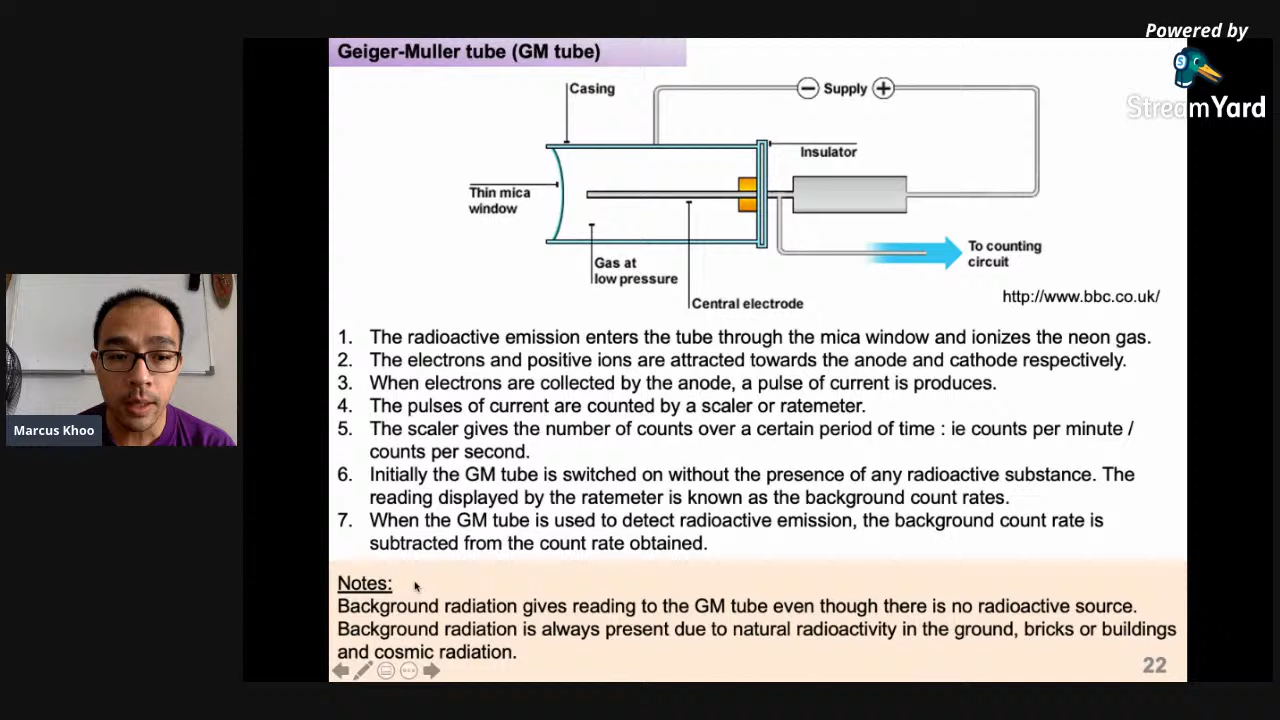 Powered by
StreamYard
Geiger-Muller tube (GM tube)
Casing
Supply
Insulator
Thin mica
window
Gas at
low pressure
To counting
circuit
Central electrode
http://www.bbc.co.uk/
1. The radioactive emission enters the tube through the mica window and ionizes the neon gas.
2. The electrons and positive ions are attracted towards the anode and cathode respectively.
3. When electrons are collected by the anode, a pulse of current is produces.
4. The pulses of current are counted by a scaler or ratemeter.
5. The scaler gives the number of counts over a certain period of time : ie counts per minute /
counts per second.
6. Initially the GM tube is switched on without the presence of any radioactive substance. The
reading displayed by the ratemeter is known as the background count rates.
7. When the GM tube is used to detect radioactive emission, the background count rate is
subtracted from the count rate obtained.
Notes:
Background radiation gives reading to the GM tube even though there is no radioactive source.
Background radiation is always present due to natural radioactivity in the ground, bricks or buildings
and cosmic radiation.
22
Marcus Khoo